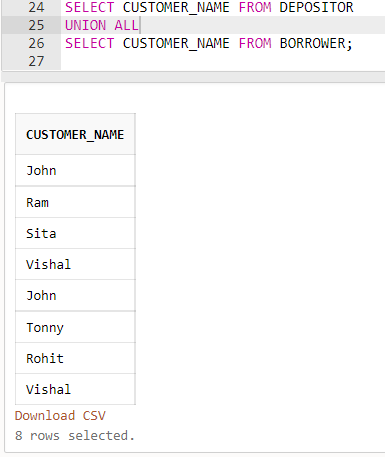 24 SELECT CUSTOMER_NAME FROM DEPOSITOR
25 UNION ALL
26 SELECT CUSTOMER_NAME FROM BORROWER;
27
CUSTOMER_NAME
John
Ram
Sita
Vishal
John
Tonny
Rohit
Vishal
Download CSV
8 rows selected.